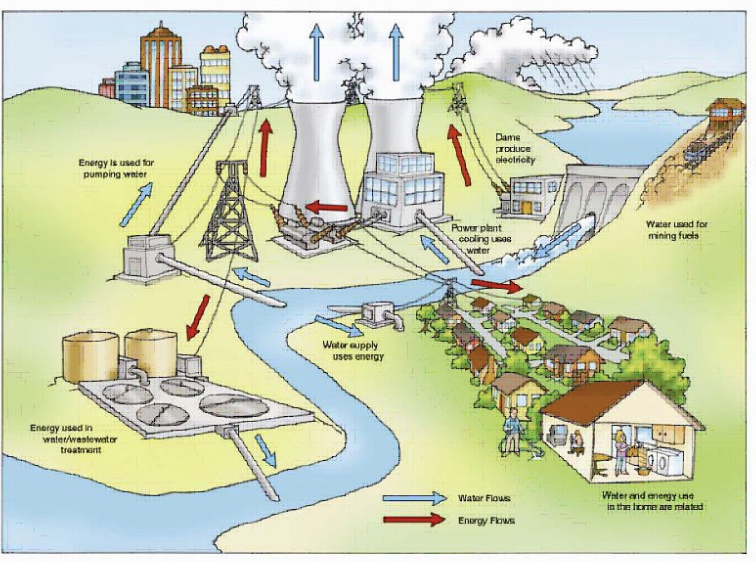 Dams
produce
electricity
Energy is used for
pumping water
Power plant
cooling uses
water
Water used for
mining fuels
Water supply
uses energy
Energy used in
water/wastewater
treatment
Water and energy use
in the home are related
Water Flows
Energy Flows